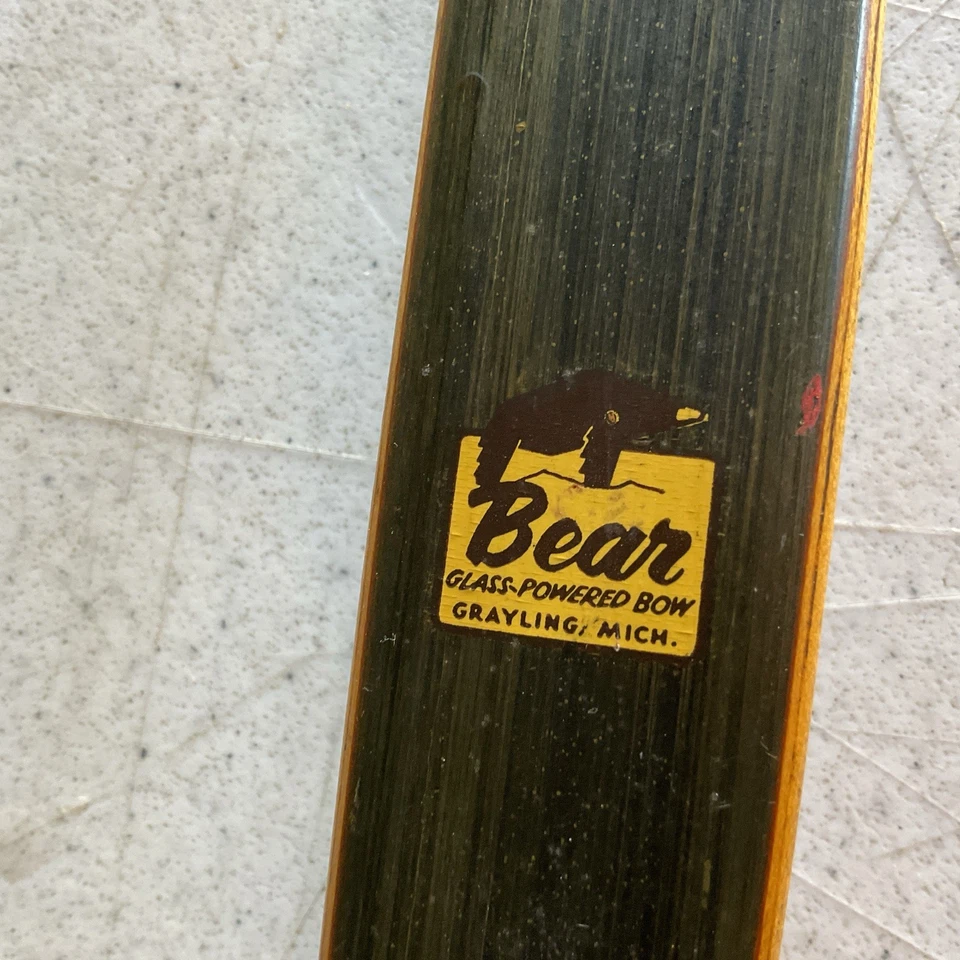 Bear
GLASS-POWERED BOW
GRAYLING, MICH.